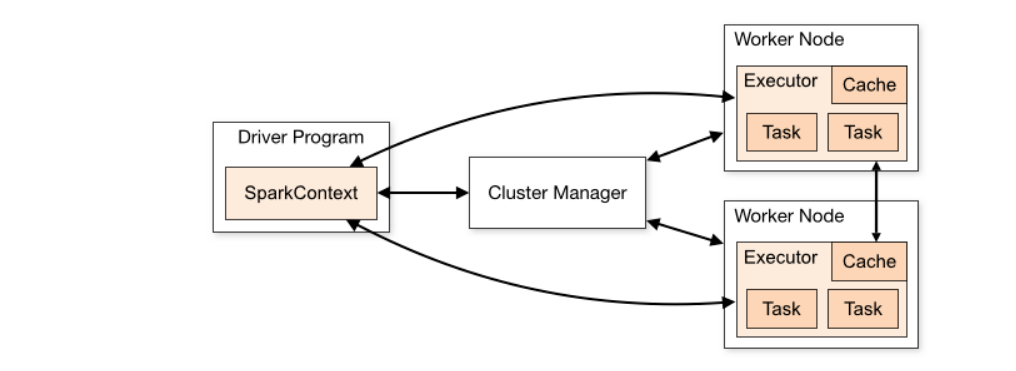 Driver Program
SparkContext
Cluster Manager
Worker Node
Executor
Cache
Task
Task
Worker Node
Executor
Cache
Task
Task